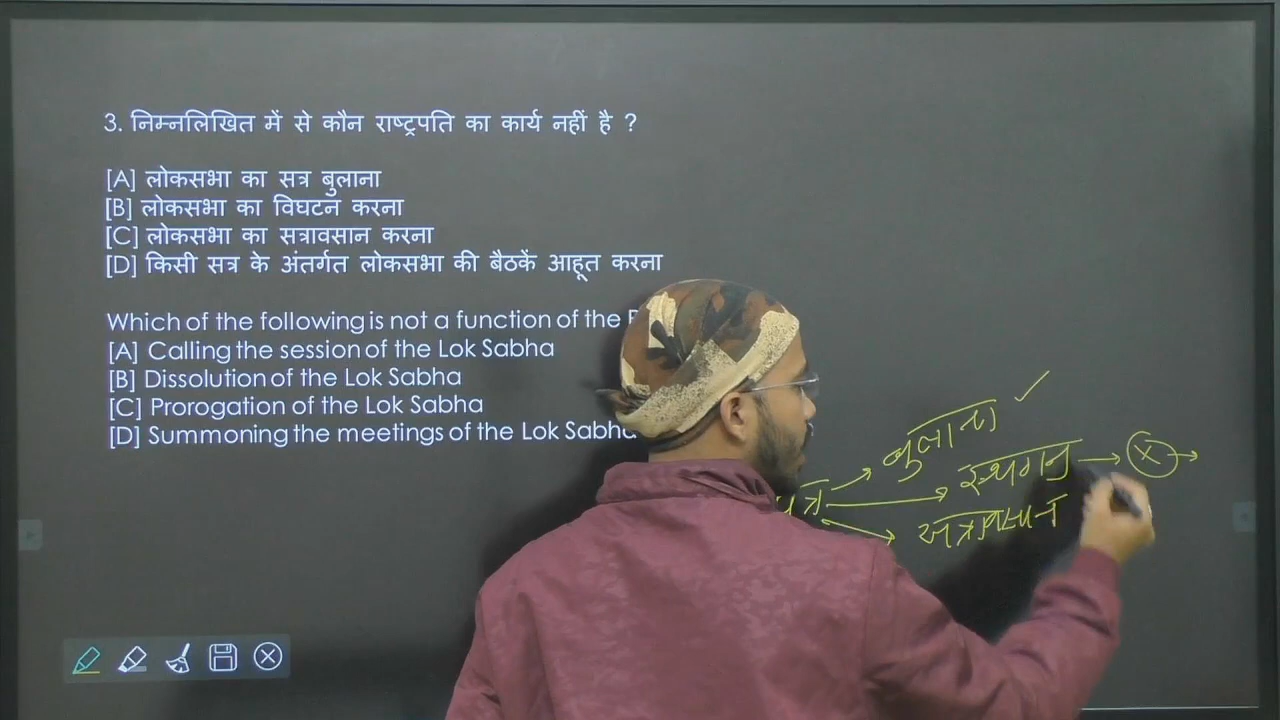 3. निम्नलिखित में से कौन राष्ट्रपति का कार्य नहीं है ?
[A] लोकसभा का सत्र बुलाना
[B] लोकसभा का विघटन करना
[C] लोकसभा का सत्रावसान करना
[D] किसी सत्र के अंतर्गत लोकसभा की बैठकें आहूत करना
Which of the following is not a function of the
[A] Calling the session of the Lok Sabha
[B] Dissolution of the Lok Sabha
[C] Prorogation of the Lok Sabha
[D] Summoning the meetings of the Lok Sabha
बुलाना ✓
स्थगन → ⓧ →
सत्रावसान